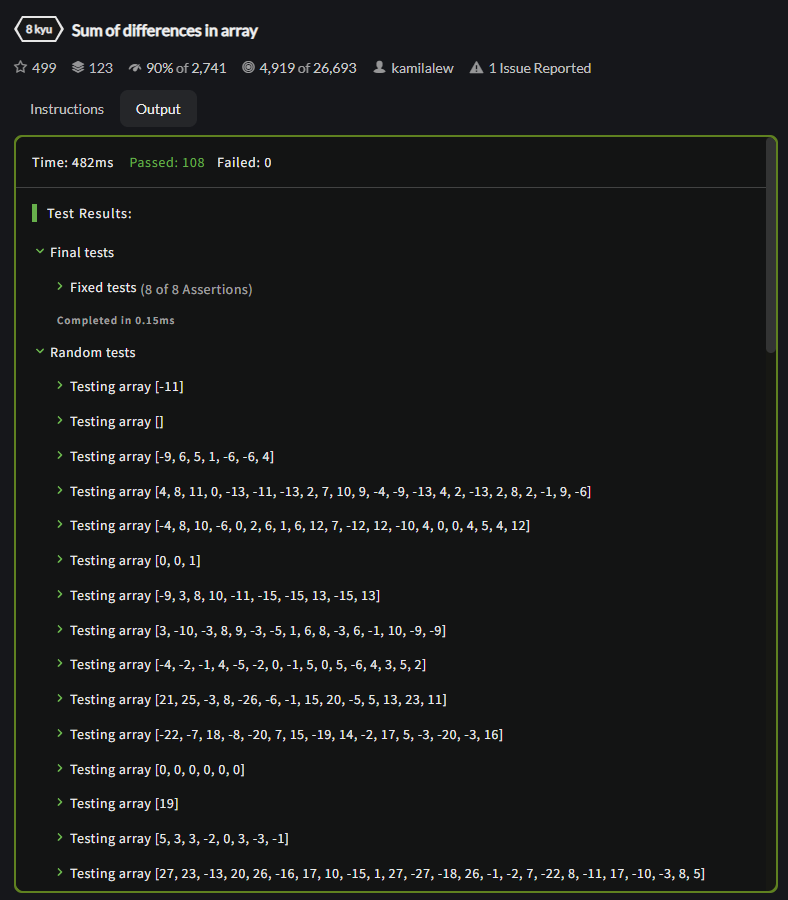 8 kyu Sum of differences in array
499 123 90% of 2,741 4,919 of 26,693 kamilalew 1 Issue Reported
Instructions Output
Time: 482ms Passed: 108 Failed: 0
Test Results:
Final tests
Fixed tests (8 of 8 Assertions)
Completed in 0.15ms
Random tests
Testing array [-11]
Testing array []
Testing array [-9, 6, 5, 1, -6, -6, 4]
Testing array [4, 8, 11, 0, -13, -11, -13, 2, 7, 10, 9, -4, -9, -13, 4, 2, -13, 2, 8, 2, -1, 9, -6]
Testing array [-4, 8, 10, -6, 0, 2, 6, 1, 6, 12, 7, -12, 12, -10, 4, 0, 0, 4, 5, 4, 12]
Testing array [0, 0, 1]
Testing array [-9, 3, 8, 10, -11, -15, -15, 13, -15, 13]
Testing array [3, -10, -3, 8, 9, -3, -5, 1, 6, 8, -3, 6, -1, 10, -9, -9]
Testing array [-4, -2, -1, 4, -5, -2, 0, -1, 5, 0, 5, -6, 4, 3, 5, 2]
Testing array [21, 25, -3, 8, -26, -6, -1, 15, 20, -5, 5, 13, 23, 11]
Testing array [-22, -7, 18, -8, -20, 7, 15, -19, 14, -2, 17, 5, -3, -20, -3, 16]
Testing array [0, 0, 0, 0, 0, 0]
Testing array [19]
Testing array [5, 3, 3, -2, 0, 3, -3, -1]
Testing array [27, 23, -13, 20, 26, -16, 17, 10, -15, 1, 27, -27, -18, 26, -1, -2, 7, -22, 8, -11, 17, -10, -3, 8, 5]